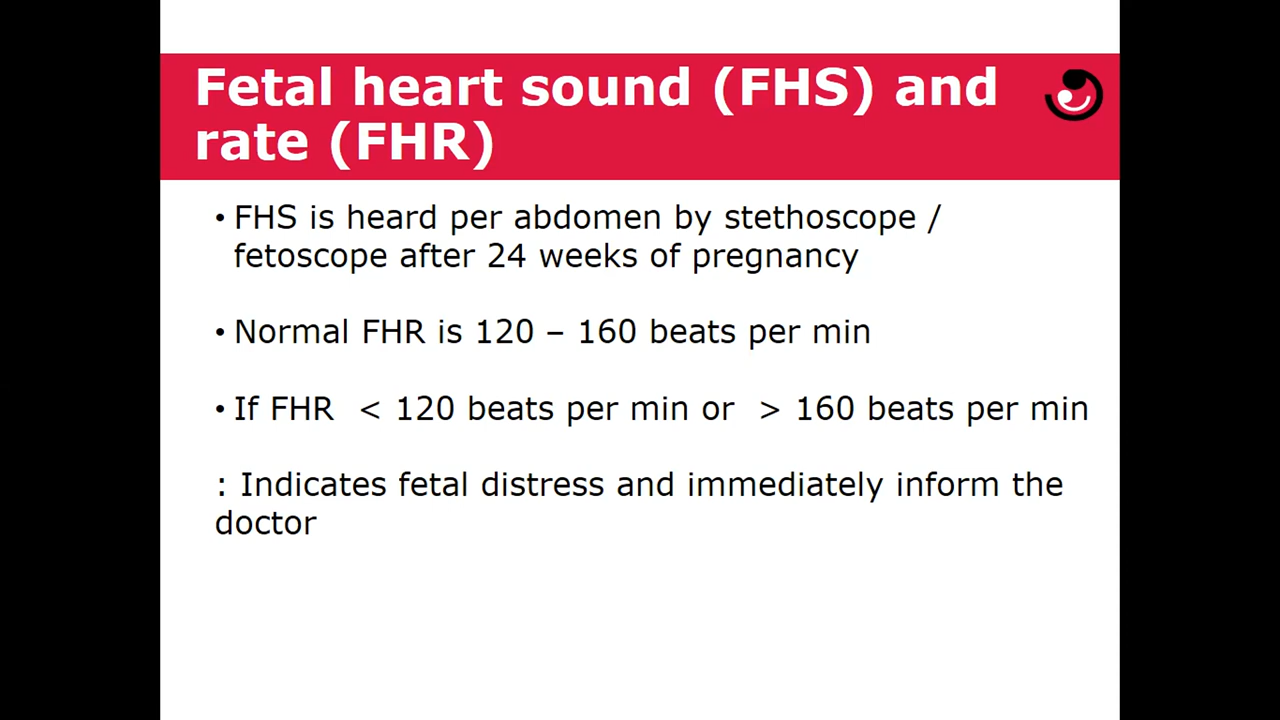 Fetal heart sound (FHS) and
rate (FHR)
• FHS is heard per abdomen by stethoscope /
fetoscope after 24 weeks of pregnancy
• Normal FHR is 120 – 160 beats per min
• If FHR < 120 beats per min or > 160 beats per min
: Indicates fetal distress and immediately inform the
doctor